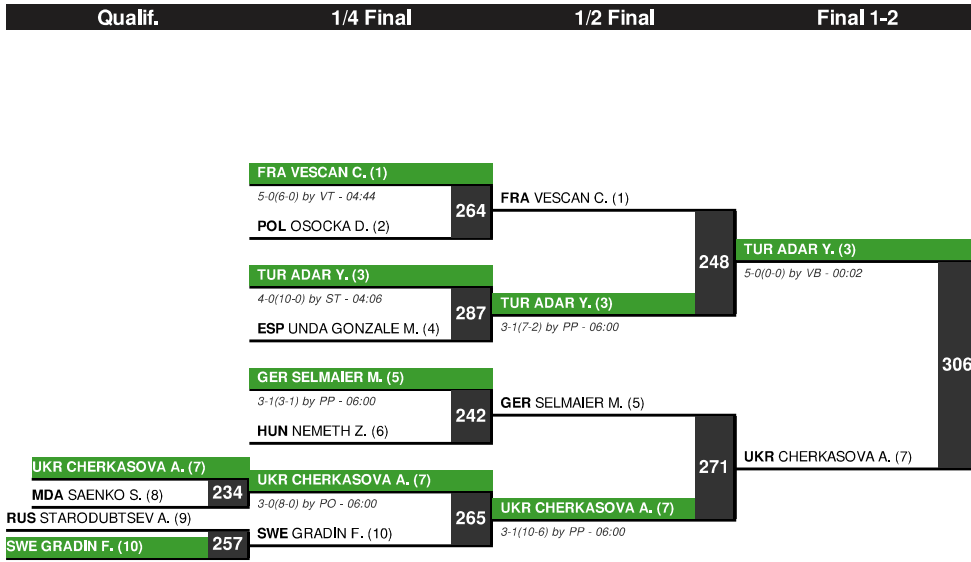 Qualif. 1/4 Final 1/2 Final Final 1-2
FRA VESCAN C. (1)
5-0(6-0) by VT - 04:44
264
FRA VESCAN C. (1)
POL OSOCKA D. (2)
248
TUR ADAR Y. (3)
5-0(0-0) by VB - 00:02
TUR ADAR Y. (3)
4-0(10-0) by ST - 04:06
287
TUR ADAR Y. (3)
ESP UNDA GONZALE M. (4)
3-1(7-2) by PP - 06:00
306
GER SELMAIER M. (5)
3-1(3-1) by PP - 06:00
242
GER SELMAIER M. (5)
HUN NEMETH Z. (6)
271
UKR CHERKASOVA A. (7)
UKR CHERKASOVA A. (7)
234
MDA SAENKO S. (8)
UKR CHERKASOVA A. (7)
3-0(8-0) by PO - 06:00
265
UKR CHERKASOVA A. (7)
RUS STARODUBTSEV A. (9)
SWE GRADİN F. (10)
3-1(10-6) by PP - 06:00
SWE GRADİN F. (10)
257